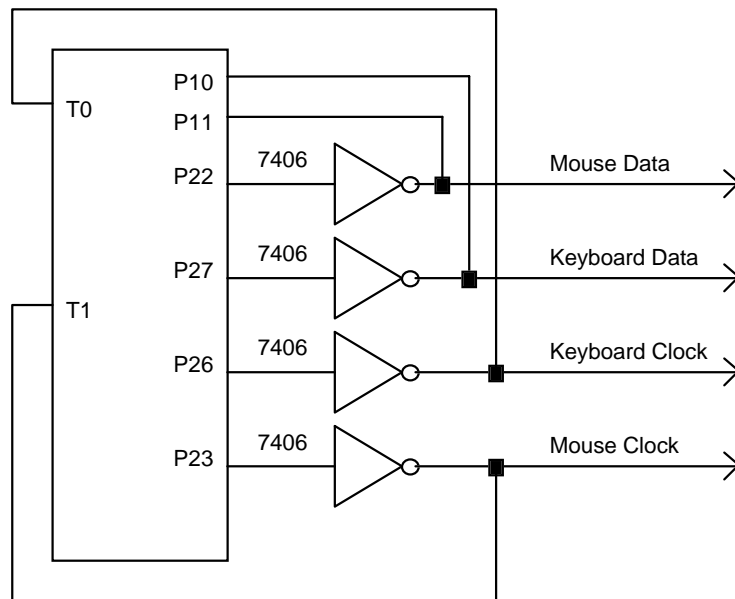 P10
T0
P11
P22 7406 Mouse Data
P27 7406 Keyboard Data
T1
P26 7406 Keyboard Clock
P23 7406 Mouse Clock